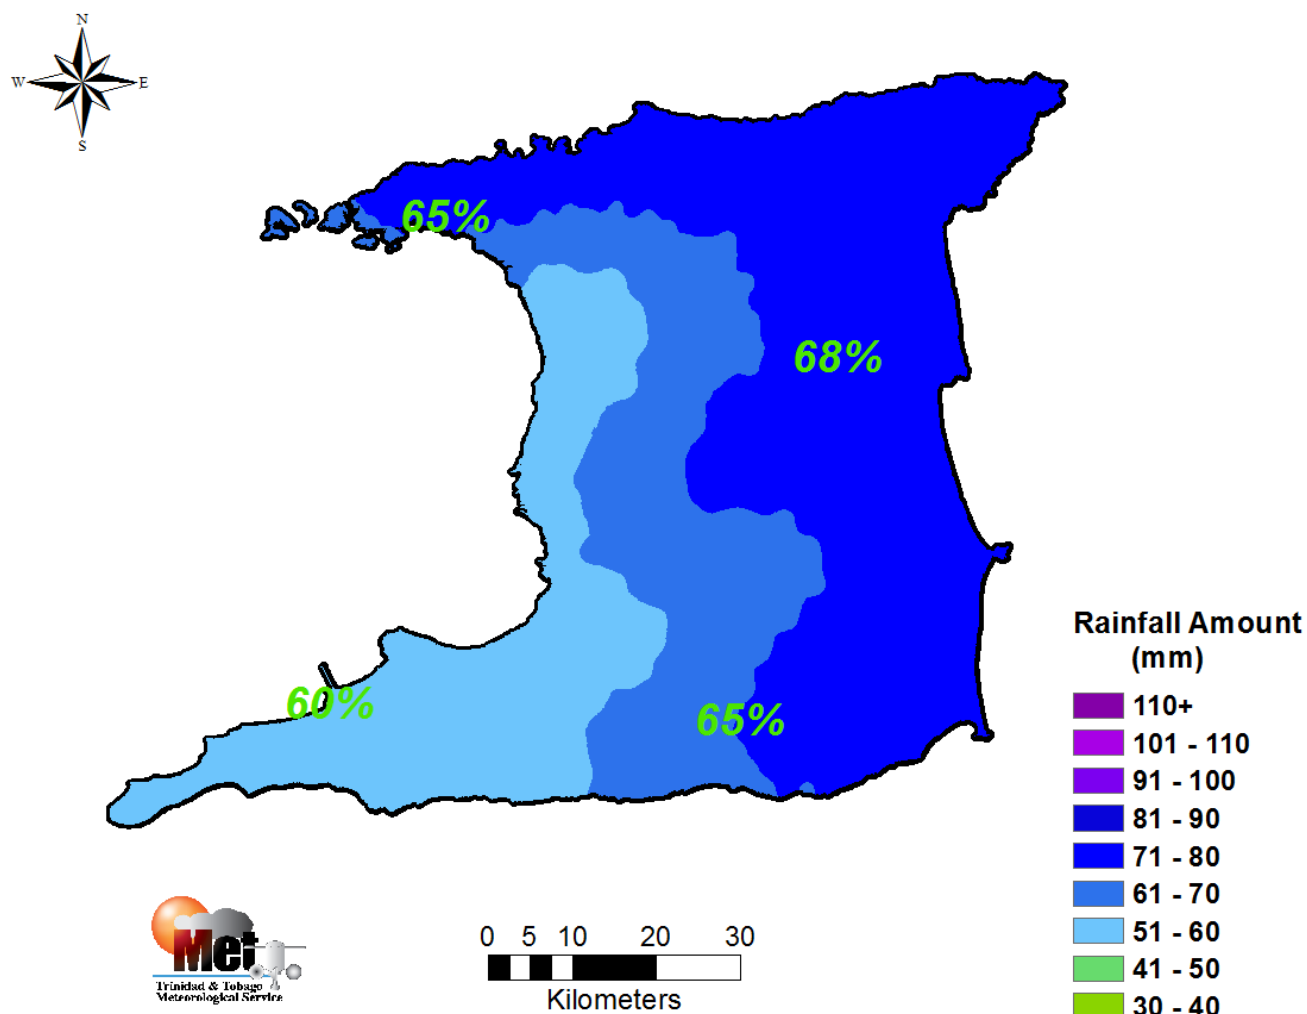 N
W
E
S
65%
68%
60%
65%
Rainfall Amount
(mm)
110+
101 - 110
91 - 100
81 - 90
71 - 80
61 - 70
51 - 60
41 - 50
30 - 40
0 5 10 20 30
Kilometers
Met
Trinidad & Tobago
Meteorological Service